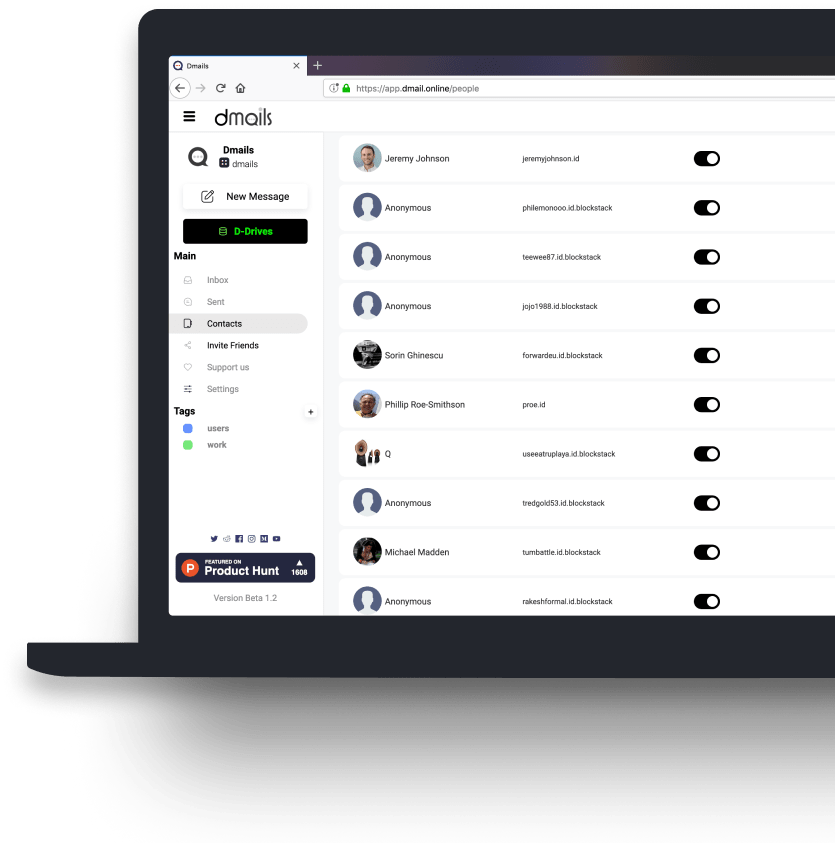 Dmails
https://app.dmail.online/people
dmails
Dmails
dmails
New Message
D-Drives
Main
Inbox
Sent
Contacts
Invite Friends
Support us
Settings
Tags
+
users
work
FEATURED ON
Product Hunt
1608
P
Version Beta 1.2
Jeremy Johnson jeremyjohnson.id
Anonymous philemonooo.id.blockstack
Anonymous teewee87.id.blockstack
Anonymous jojo1988.id.blockstack
Sorin Ghinescu forwardeu.id.blockstack
Phillip Roe-Smithson proe.id
Q useeatruplaya.id.blockstack
Anonymous tredgold53.id.blockstack
Michael Madden tumbattle.id.blockstack
Anonymous rakeshformal.id.blockstack